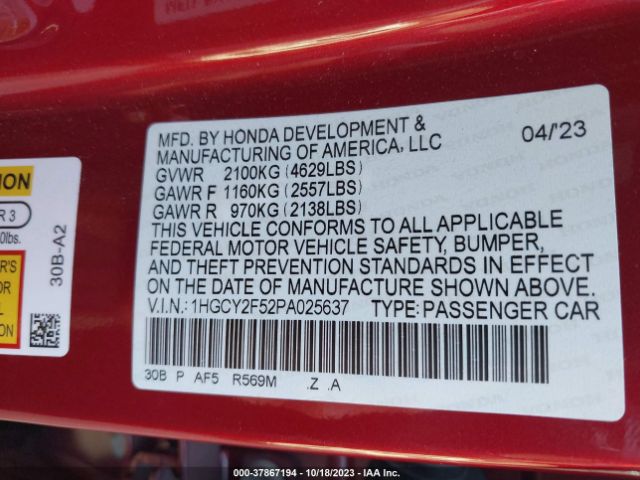 MFD. BY HONDA DEVELOPMENT &
MANUFACTURING OF AMERICA, LLC 04/'23
GVWR 2100KG (4629LBS)
GAWR F 1160KG (2557LBS)
GAWR R 970KG (2138LBS)
THIS VEHICLE CONFORMS TO ALL APPLICABLE
FEDERAL MOTOR VEHICLE SAFETY, BUMPER,
AND THEFT PREVENTION STANDARDS IN EFFECT
ON THE DATE OF MANUFACTURE SHOWN ABOVE.
V.I.N.: 1HGCY2F52PA025637 TYPE: PASSENGER CAR
30B P AF5 R569M .Z .A
R 3
0lbs.
30B-A2
000-37867194 - 10/18/2023 - IAA Inc.